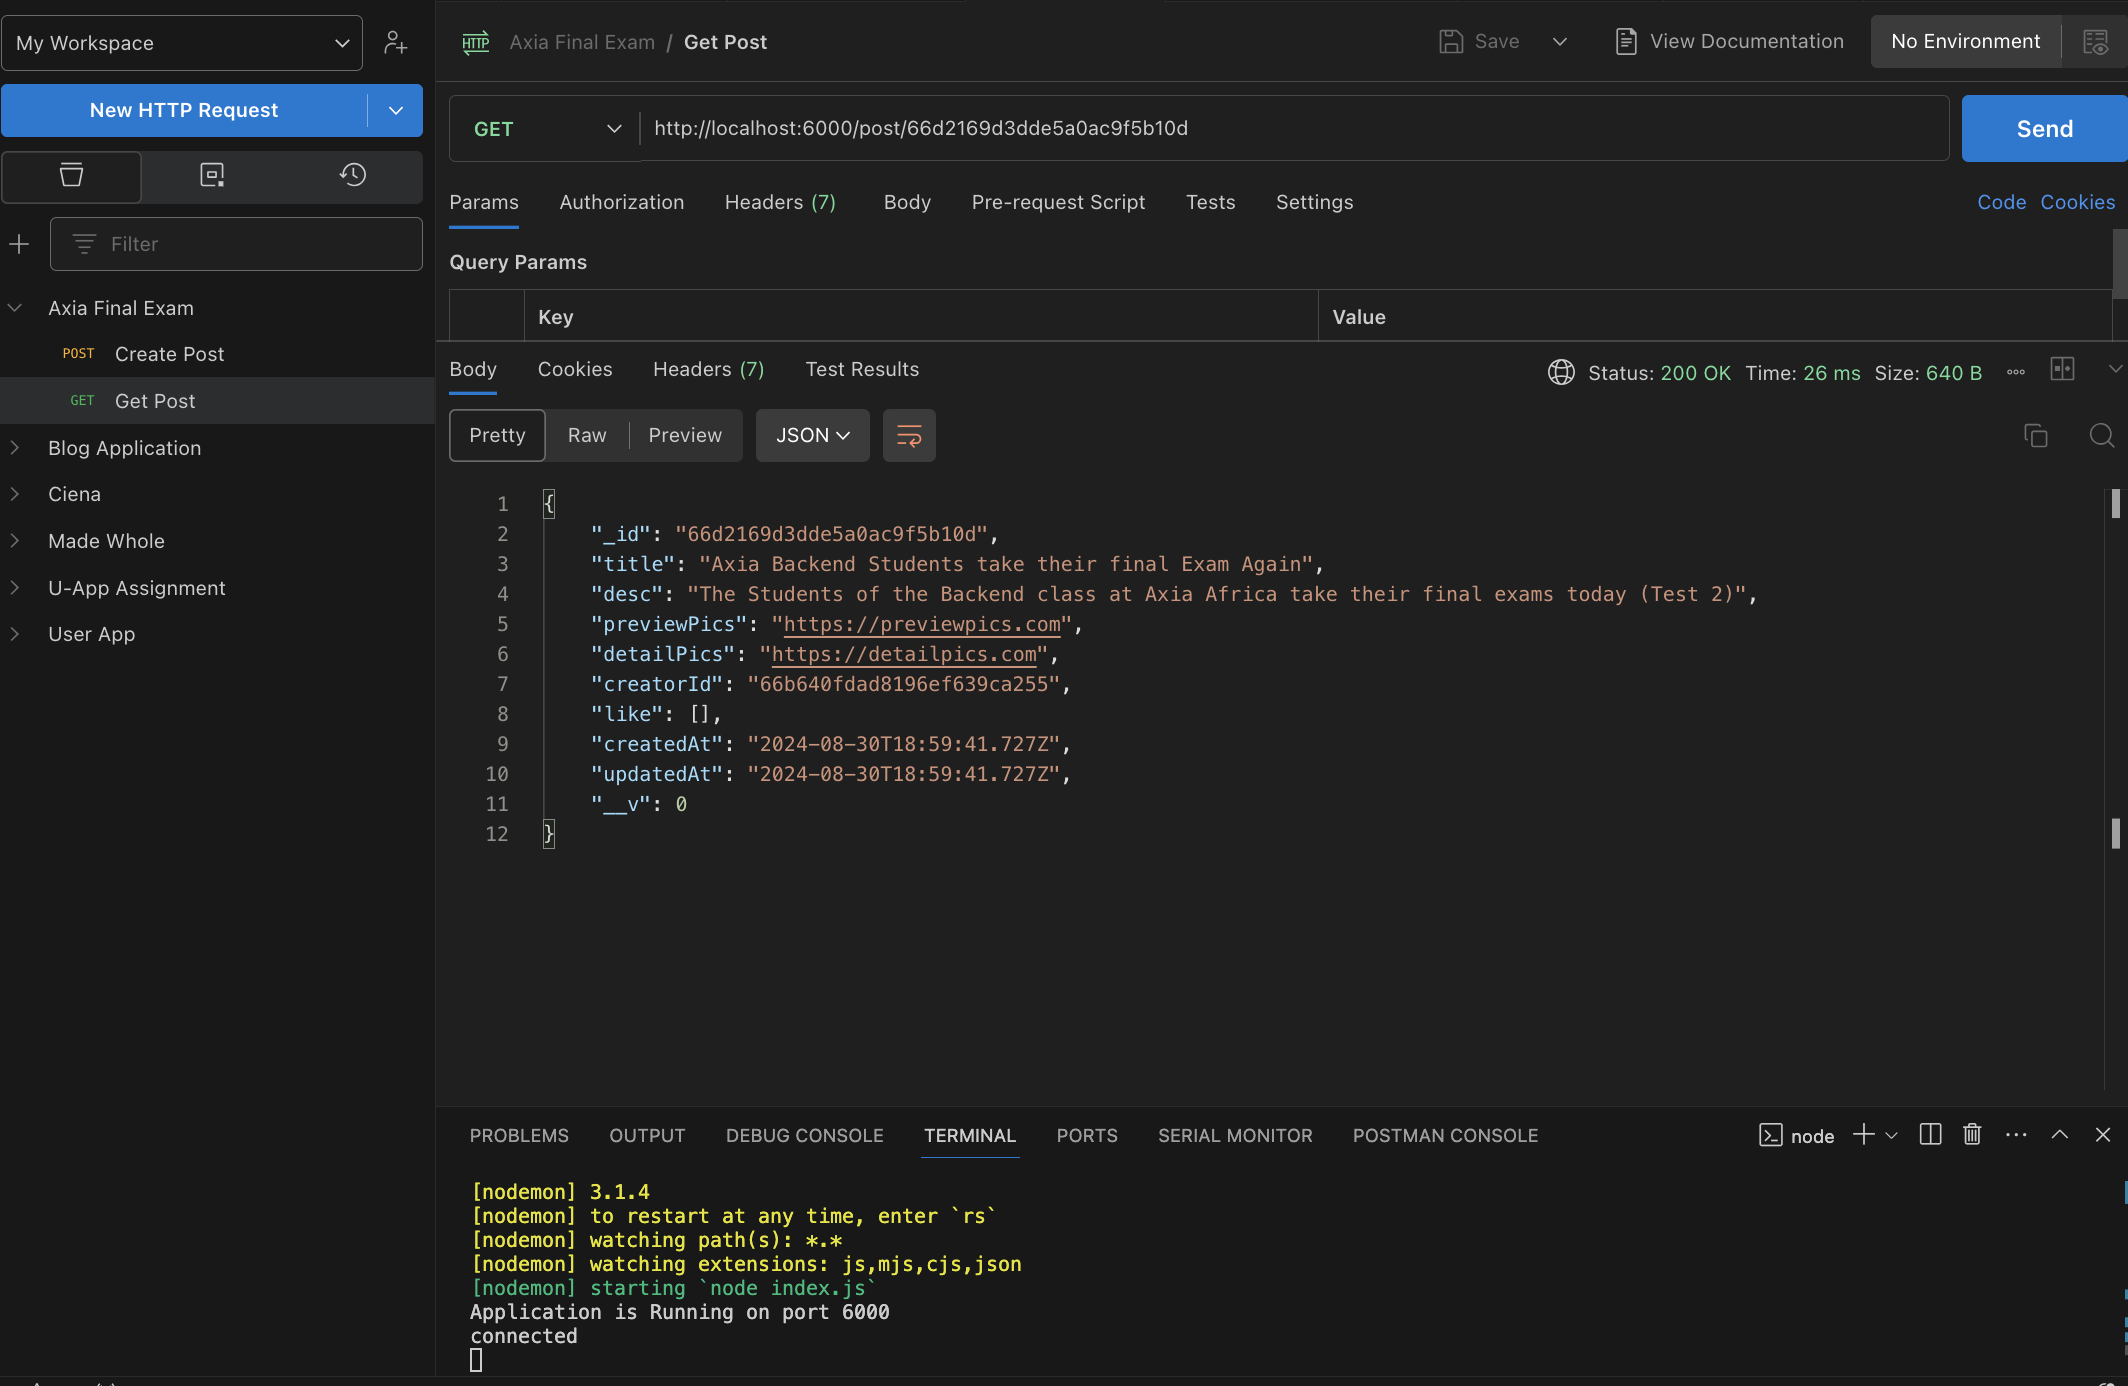 My Workspace
New HTTP Request
Filter
Axia Final Exam
POST Create Post
GET Get Post
Blog Application
Ciena
Made Whole
U-App Assignment
User App
HTTP Axia Final Exam / Get Post
Save
View Documentation
No Environment
GET http://localhost:6000/post/66d2169d3dde5a0ac9f5b10d
Send
Params Authorization Headers (7) Body Pre-request Script Tests Settings
Code Cookies
Query Params
Key Value
Body Cookies Headers (7) Test Results
Status: 200 OK Time: 26 ms Size: 640 B
Pretty Raw Preview JSON
1 {
2 "_id": "66d2169d3dde5a0ac9f5b10d",
3 "title": "Axia Backend Students take their final Exam Again",
4 "desc": "The Students of the Backend class at Axia Africa take their final exams today (Test 2)",
5 "previewPics": "https://previewpics.com",
6 "detailPics": "https://detailpics.com",
7 "creatorId": "66b640fdad8196ef639ca255",
8 "like": [],
9 "createdAt": "2024-08-30T18:59:41.727Z",
10 "updatedAt": "2024-08-30T18:59:41.727Z",
11 "__v": 0
12 }
PROBLEMS OUTPUT DEBUG CONSOLE TERMINAL PORTS SERIAL MONITOR POSTMAN CONSOLE
node
[nodemon] 3.1.4
[nodemon] to restart at any time, enter `rs`
[nodemon] watching path(s): *.*
[nodemon] watching extensions: js,mjs,cjs,json
[nodemon] starting `node index.js`
Application is Running on port 6000
connected